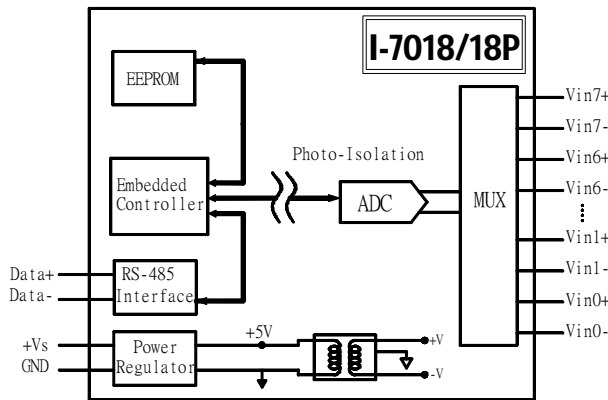 I-7018/18P
EEPROM
Photo-Isolation
Embedded
Controller
ADC
MUX
Vin7+
Vin7-
Vin6+
Vin6-
Vin1+
Vin1-
Vin0+
Vin0-
Data+
Data-
RS-485
Interface
+Vs
GND
Power
Regulator
+5V
+V
-V